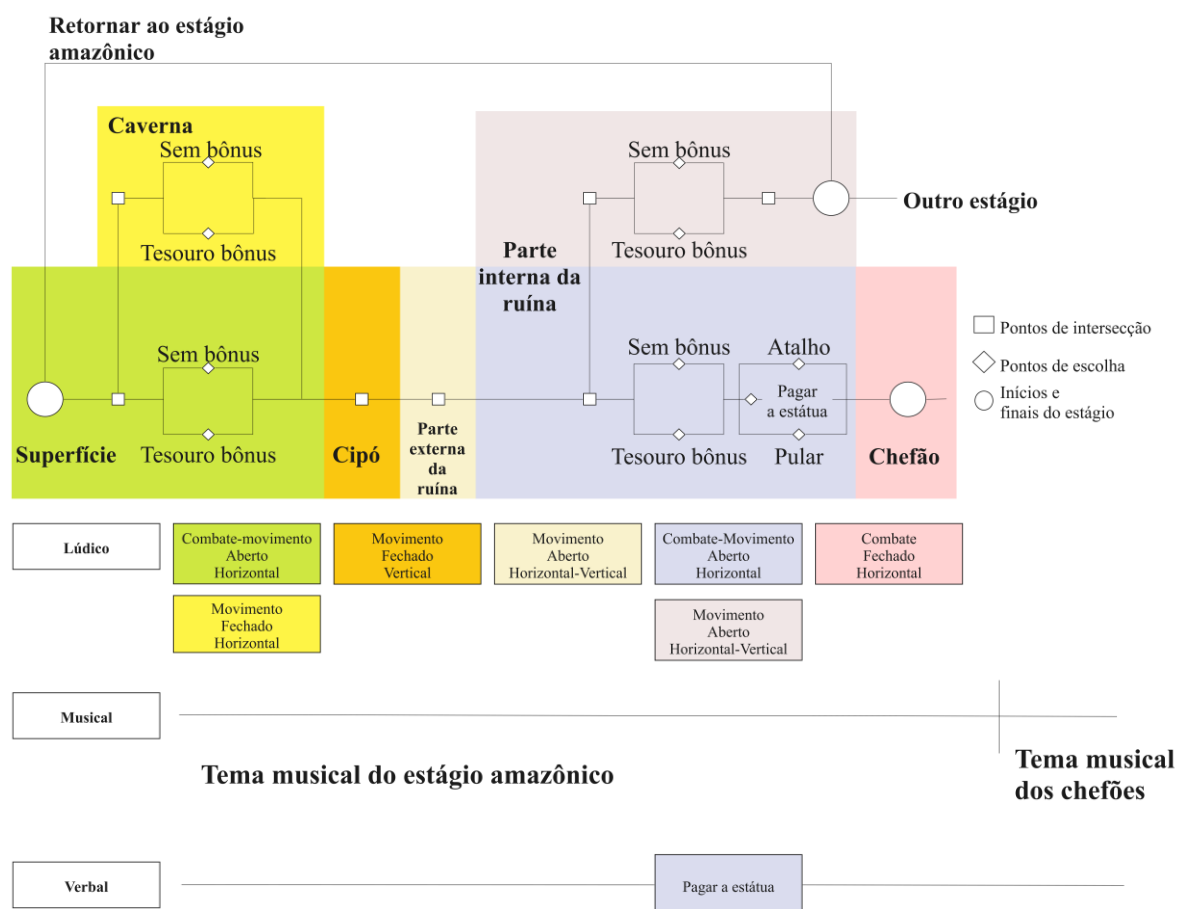 Retornar ao estágio
amazônico
Caverna
Sem bônus
Tesouro bônus
Sem bônus
Tesouro bônus
Outro estágio
Parte
interna da
ruína
Sem bônus
Tesouro bônus
Superfície
Cipó
Parte
externa
da
ruína
Sem bônus
Tesouro bônus
Atalho
Pagar
a estátua
Pular
Chefão
Pontos de intersecção
Pontos de escolha
Inícios e
finais do estágio
Lúdico
Combate-movimento
Aberto
Horizontal
Movimento
Fechado
Vertical
Movimento
Aberto
Horizontal-Vertical
Combate-Movimento
Aberto
Horizontal
Combate
Fechado
Horizontal
Movimento
Fechado
Horizontal
Movimento
Aberto
Horizontal-Vertical
Musical
Tema musical do estágio amazônico
Tema musical
dos chefões
Verbal
Pagar a estátua